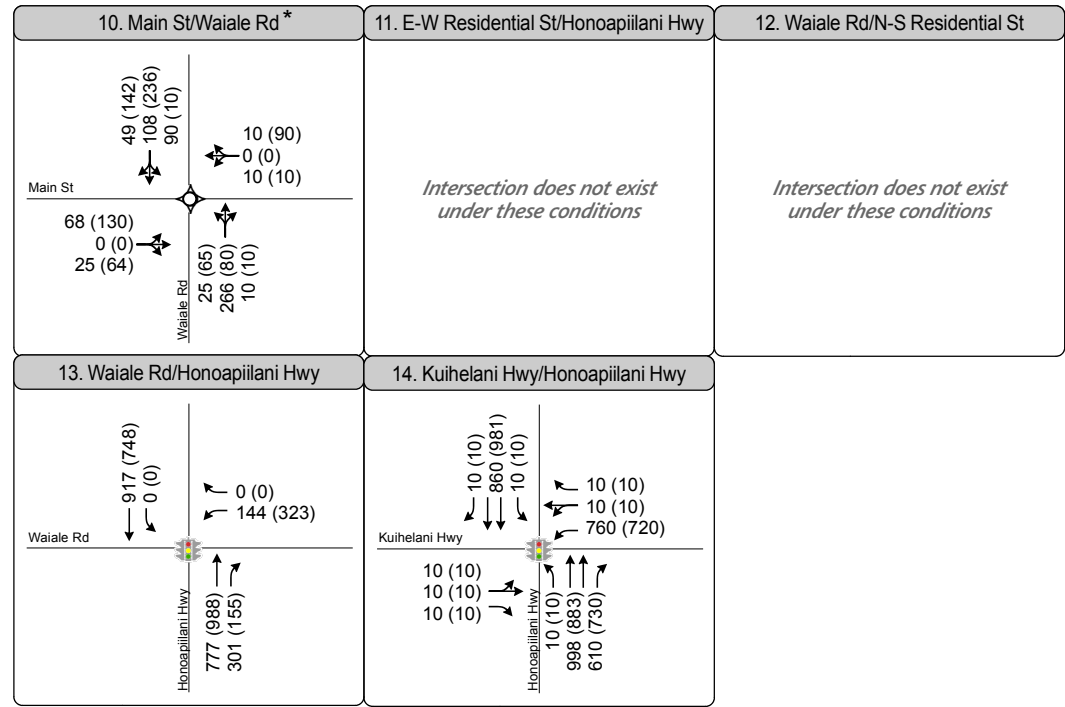 10. Main St/Waiale Rd *
49 (142)
108 (236)
90 (10)
10 (90)
0 (0)
10 (10)
Main St
68 (130)
0 (0)
25 (64)
25 (65)
266 (80)
10 (10)
Waiale Rd
11. E-W Residential St/Honoapiilani Hwy
Intersection does not exist
under these conditions
12. Waiale Rd/N-S Residential St
Intersection does not exist
under these conditions
13. Waiale Rd/Honoapiilani Hwy
917 (748)
0 (0)
0 (0)
144 (323)
Waiale Rd
777 (988)
301 (155)
Honoapiilani Hwy
14. Kuihelani Hwy/Honoapiilani Hwy
10 (10)
860 (981)
10 (10)
10 (10)
10 (10)
760 (720)
Kuihelani Hwy
10 (10)
10 (10)
10 (10)
10 (10)
998 (883)
610 (730)
Honoapiilani Hwy